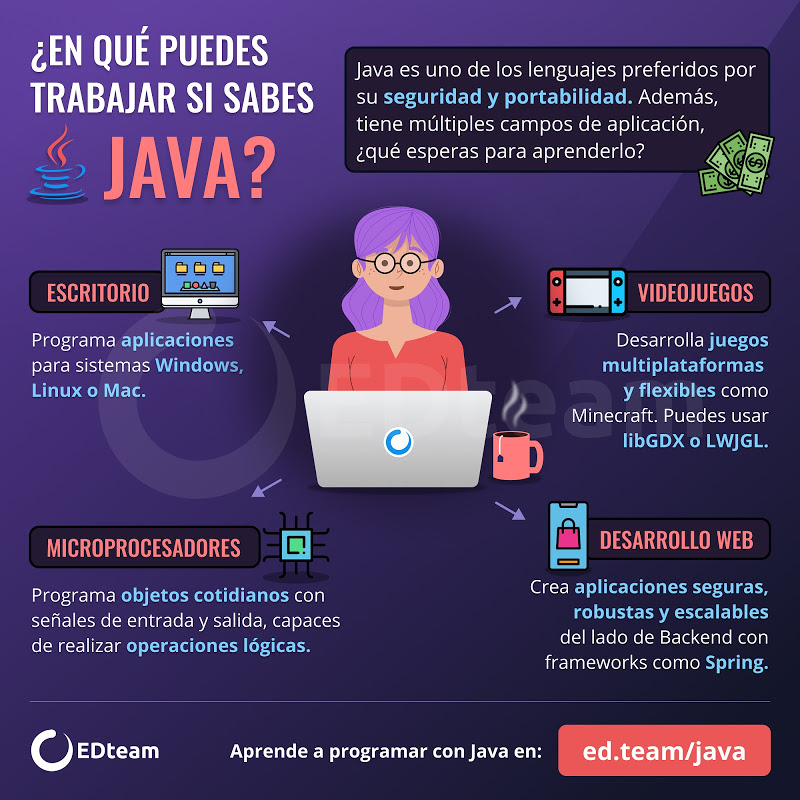 ¿EN QUÉ PUEDES
TRABAJAR SI SABES
JAVA?
Java es uno de los lenguajes preferidos por
su seguridad y portabilidad. Además,
tiene múltiples campos de aplicación,
¿qué esperas para aprenderlo?
ESCRITORIO
Programa aplicaciones
para sistemas Windows,
Linux o Mac.
VIDEOJUEGOS
Desarrolla juegos
multiplataformas
y flexibles como
Minecraft. Puedes usar
libGDX o LWJGL.
EDteam
MICROPROCESADORES
Programa objetos cotidianos con
señales de entrada y salida, capaces
de realizar operaciones lógicas.
DESARROLLO WEB
Crea aplicaciones seguras,
robustas y escalables
del lado de Backend con
frameworks como Spring.
EDteam
Aprende a programar con Java en:
ed.team/java